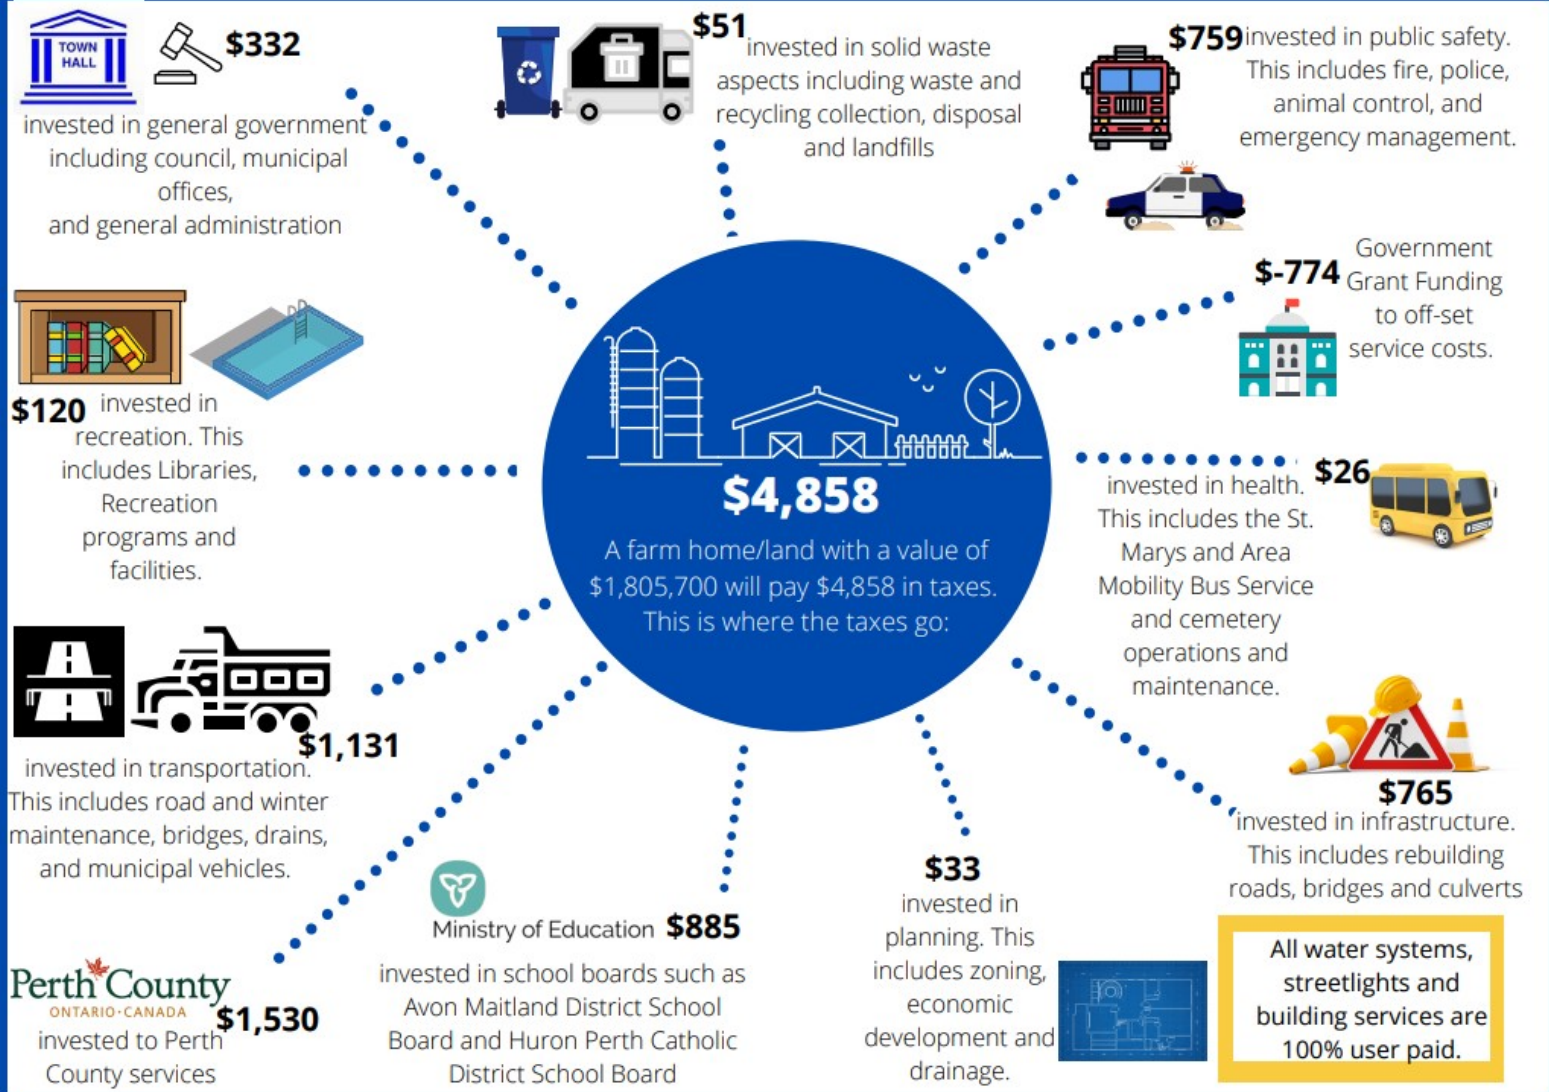 TOWN
HALL
$332
invested in general government
including council, municipal
offices,
and general administration
$51
invested in solid waste
aspects including waste and
recycling collection, disposal
and landfills
$759
invested in public safety.
This includes fire, police,
animal control, and
emergency management.
$-774
Government
Grant Funding
to off-set
service costs.
$120
invested in
recreation. This
includes Libraries,
Recreation
programs and
facilities.
$4,858
A farm home/land with a value of
$1,805,700 will pay $4,858 in taxes.
This is where the taxes go:
$26
invested in health.
This includes the St.
Marys and Area
Mobility Bus Service
and cemetery
operations and
maintenance.
$1,131
invested in transportation.
This includes road and winter
maintenance, bridges, drains,
and municipal vehicles.
$765
invested in infrastructure.
This includes rebuilding
roads, bridges and culverts
Perth County
ONTARIO·CANADA
$1,530
invested to Perth
County services
Ministry of Education $885
invested in school boards such as
Avon Maitland District School
Board and Huron Perth Catholic
District School Board
$33
invested in
planning. This
includes zoning,
economic
development and
drainage.
All water systems,
streetlights and
building services are
100% user paid.